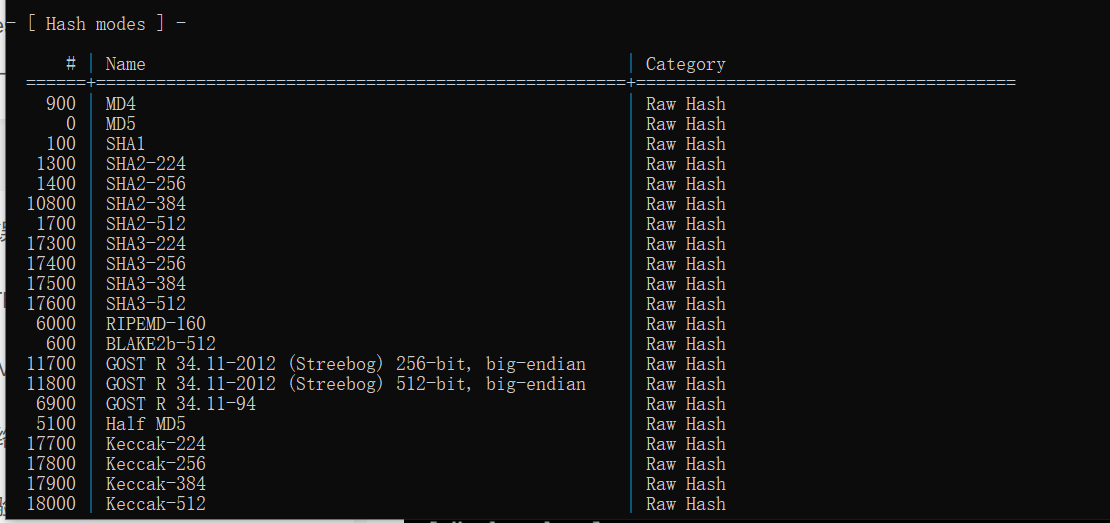 - [ Hash modes ] -
# | Name | Category
======+=====================================================+======================================
900 | MD4 | Raw Hash
0 | MD5 | Raw Hash
100 | SHA1 | Raw Hash
1300 | SHA2-224 | Raw Hash
1400 | SHA2-256 | Raw Hash
10800 | SHA2-384 | Raw Hash
1700 | SHA2-512 | Raw Hash
17300 | SHA3-224 | Raw Hash
17400 | SHA3-256 | Raw Hash
17500 | SHA3-384 | Raw Hash
17600 | SHA3-512 | Raw Hash
6000 | RIPEMD-160 | Raw Hash
600 | BLAKE2b-512 | Raw Hash
11700 | GOST R 34.11-2012 (Streebog) 256-bit, big-endian | Raw Hash
11800 | GOST R 34.11-2012 (Streebog) 512-bit, big-endian | Raw Hash
6900 | GOST R 34.11-94 | Raw Hash
5100 | Half MD5 | Raw Hash
17700 | Keccak-224 | Raw Hash
17800 | Keccak-256 | Raw Hash
17900 | Keccak-384 | Raw Hash
18000 | Keccak-512 | Raw Hash